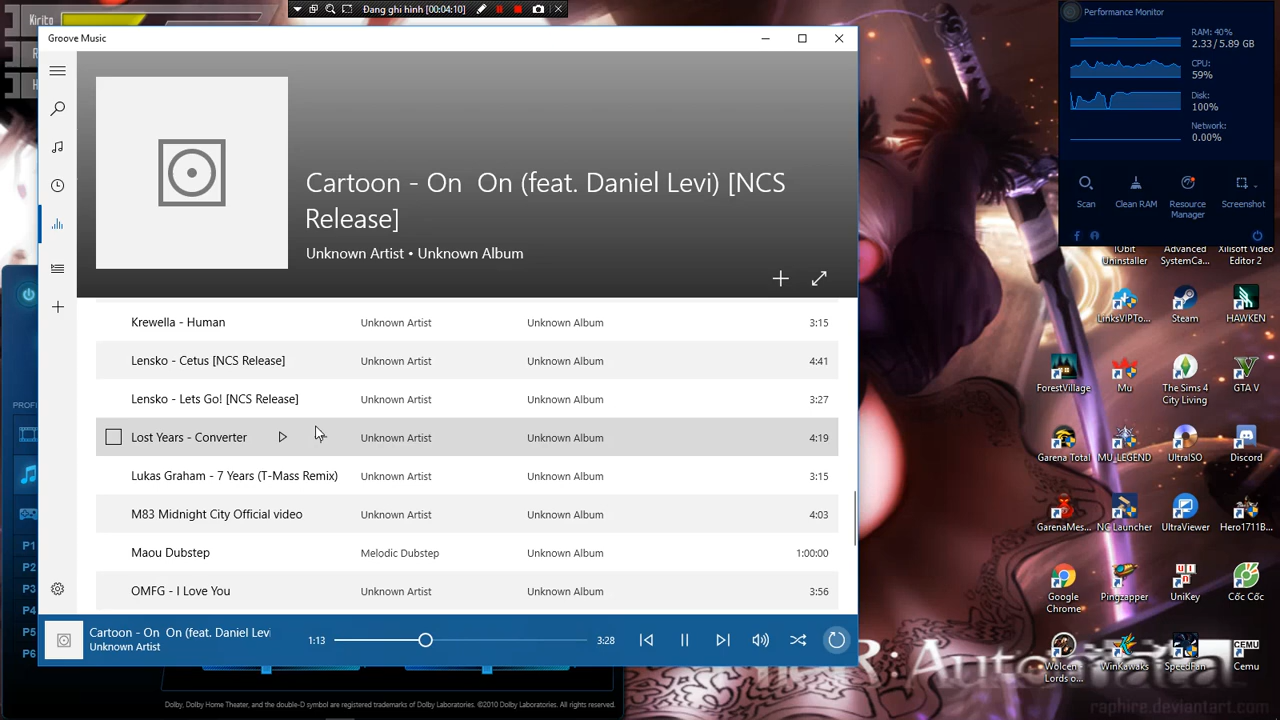 Kirito
Đang ghi hình [00:04:10]
Performance Monitor
RAM: 40%
2.33/5.89 GB
CPU:
59%
Disk:
100%
Network:
0.00%
Scan
Clean RAM
Resource Manager
Screenshot
Groove Music
Cartoon - On  On (feat. Daniel Levi) [NCS
Release]
Unknown Artist • Unknown Album
Krewella - Human Unknown Artist Unknown Album 3:15
Lensko - Cetus [NCS Release] Unknown Artist Unknown Album 4:41
Lensko - Lets Go! [NCS Release] Unknown Artist Unknown Album 3:27
Lost Years - Converter Unknown Artist Unknown Album 4:19
Lukas Graham - 7 Years (T-Mass Remix) Unknown Artist Unknown Album 3:15
M83 Midnight City Official video Unknown Artist Unknown Album 4:03
Maou Dubstep Melodic Dubstep Unknown Album 1:00:00
OMFG - I Love You Unknown Artist Unknown Album 3:56
Cartoon - On  On (feat. Daniel Levi
Unknown Artist
1:13
3:28
PROFI
P1
P2
P3
P4
P5
P6
Dolby, Dolby Home Theater, and the double-D symbol are registered trademarks of Dolby Laboratories. ©2010 Dolby Laboratories. All rights reserved.
IObit Uninstaller
Advanced SystemCa...
Xilisoft Video Editor 2
LinksVIPTo...
Steam
HAWKEN
ForestVillage
Mu
The Sims 4 City Living
GTA V
Garena Total
MU_LEGEND
UltraISO
Discord
GarenaMes...
NC Launcher
UltraViewer
Hero1711B...
Google Chrome
Pingzapper
UniKey
Cốc Cốc
Wolcen - Lords o...
WinKawaks
SpeedFan
CEMU
Cemu
raphire.deviantart.com